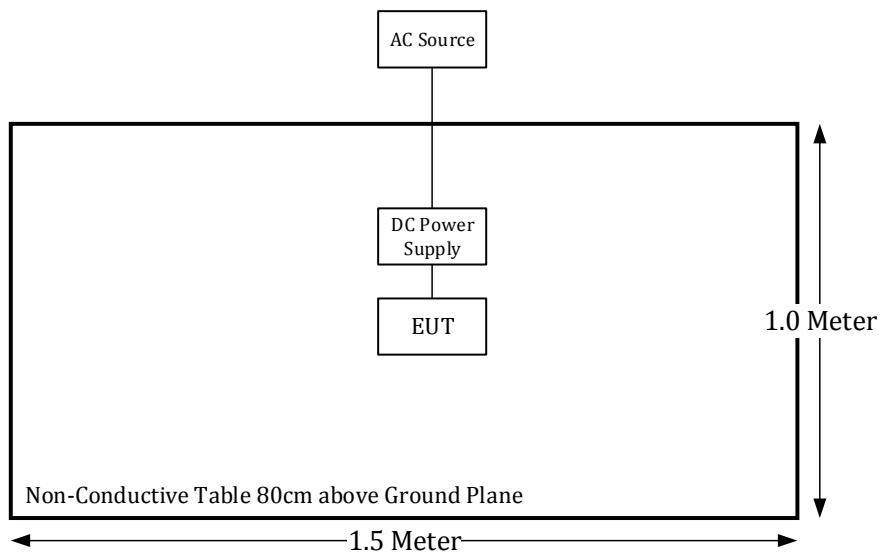 AC Source
DC Power
Supply
EUT
1.0 Meter
Non-Conductive Table 80cm above Ground Plane
1.5 Meter